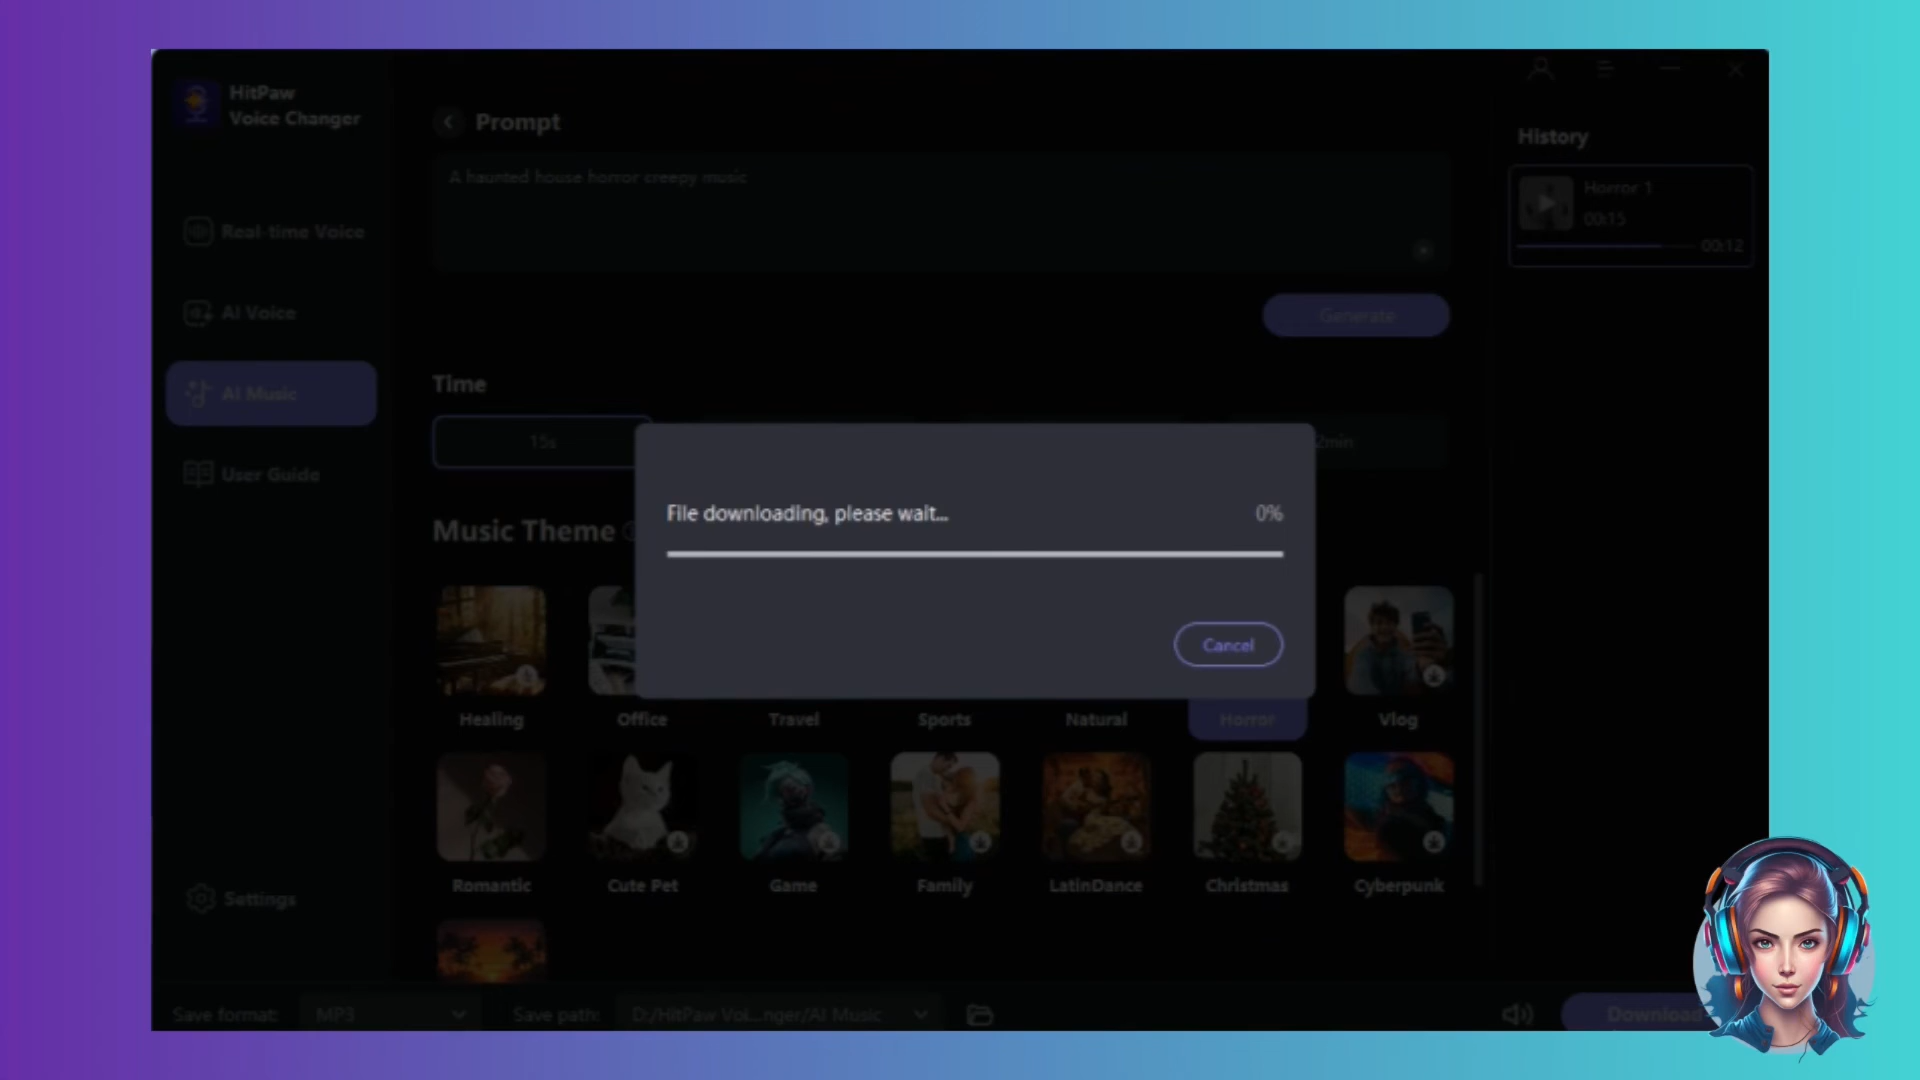 HitPaw
Voice Changer
Real-time Voice
AI Voice
AI Music
User Guide
Settings
Prompt
A haunted house horror creepy music
Generate
Time
15s
2min
Music Theme
File downloading, please wait...
0%
Cancel
Healing
Office
Travel
Sports
Natural
Horror
Vlog
Romantic
Cute Pet
Game
Family
LatinDance
Christmas
Cyberpunk
History
Horror 1
00:15
00:12
Save format:
MP3
Save path:
D:/HitPaw Voi...nger/AI Music
Download